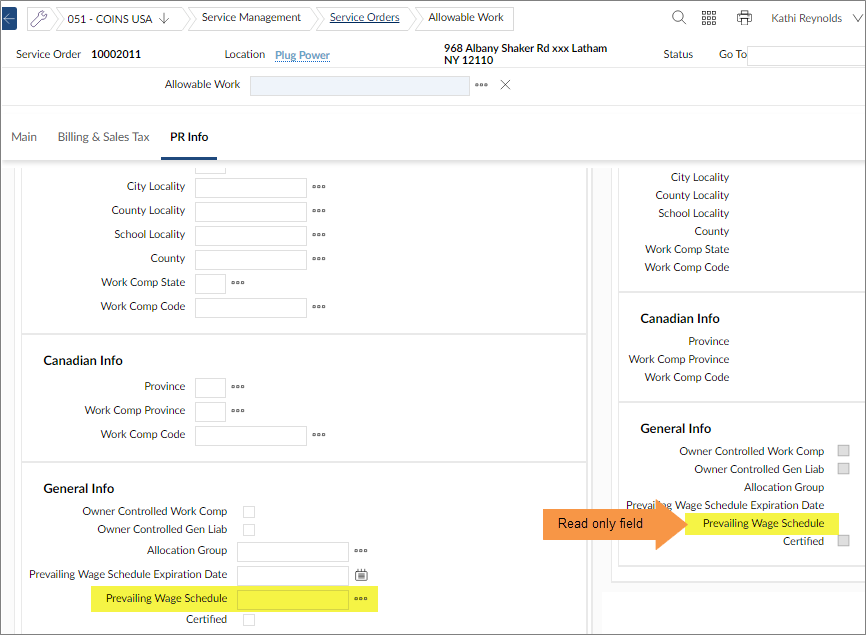 051 - COINS USA
Service Management
Service Orders
Allowable Work
Kathi Reynolds
Service Order 10002011
Location Plug Power
968 Albany Shaker Rd xxx Latham
NY 12110
Status
Go To
Allowable Work
Main
Billing & Sales Tax
PR Info
City Locality
County Locality
School Locality
County
Work Comp State
Work Comp Code
Canadian Info
Province
Work Comp Province
Work Comp Code
General Info
Owner Controlled Work Comp
Owner Controlled Gen Liab
Allocation Group
Prevailing Wage Schedule Expiration Date
Prevailing Wage Schedule
Certified
City Locality
County Locality
School Locality
County
Work Comp State
Work Comp Code
Canadian Info
Province
Work Comp Province
Work Comp Code
General Info
Owner Controlled Work Comp
Owner Controlled Gen Liab
Allocation Group
Prevailing Wage Schedule Expiration Date
Read only field
Prevailing Wage Schedule
Certified